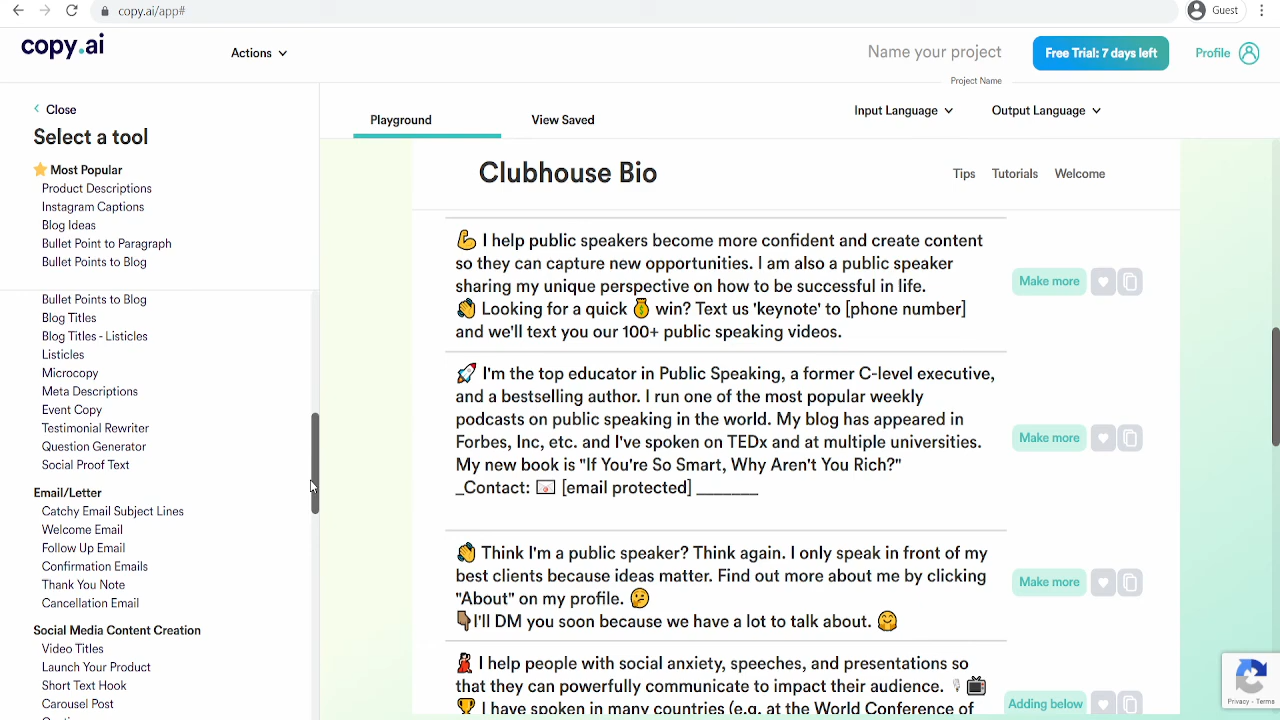 copy.ai/app#
Guest
copy.ai
Actions
Name your project
Project Name
Free Trial: 7 days left
Profile
Close
Select a tool
Most Popular
Product Descriptions
Instagram Captions
Blog Ideas
Bullet Point to Paragraph
Bullet Points to Blog
Bullet Points to Blog
Blog Titles
Blog Titles - Listicles
Listicles
Microcopy
Meta Descriptions
Event Copy
Testimonial Rewriter
Question Generator
Social Proof Text
Email/Letter
Catchy Email Subject Lines
Welcome Email
Follow Up Email
Confirmation Emails
Thank You Note
Cancellation Email
Social Media Content Creation
Video Titles
Launch Your Product
Short Text Hook
Carousel Post
Playground
View Saved
Input Language
Output Language
Clubhouse Bio
Tips
Tutorials
Welcome
💪 I help public speakers become more confident and create content
so they can capture new opportunities. I am also a public speaker
sharing my unique perspective on how to be successful in life.
👋 Looking for a quick 💰 win? Text us 'keynote' to [phone number]
and we'll text you our 100+ public speaking videos.
Make more
🚀 I'm the top educator in Public Speaking, a former C-level executive,
and a bestselling author. I run one of the most popular weekly
podcasts on public speaking in the world. My blog has appeared in
Forbes, Inc, etc. and I've spoken on TEDx and at multiple universities.
My new book is "If You're So Smart, Why Aren't You Rich?"
_Contact: 💌 [email protected] _______
Make more
👋 Think I'm a public speaker? Think again. I only speak in front of my
best clients because ideas matter. Find out more about me by clicking
"About" on my profile. 🤔
👇🏽I'll DM you soon because we have a lot to talk about. 🤗
Make more
💃 I help people with social anxiety, speeches, and presentations so
that they can powerfully communicate to impact their audience. 🎙📺
🏆 I have spoken in many countries (e.g. at the World Conference of
Adding below
Privacy - Terms